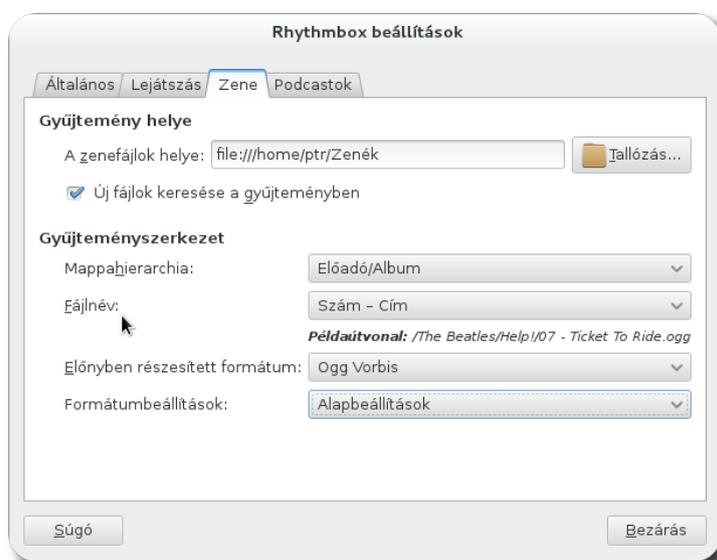 Rhythmbox beállítások
Általános Lejátszás Zene Podcastok
Gyűjtemény helye
A zenefájlok helye: file:///home/ptr/Zenék Tallózás...
Új fájlok keresése a gyűjteményben
Gyűjteményszerkezet
Mappahierarchia: Előadó/Album
Fájlnév: Szám – Cím
Példaútvonal: /The Beatles/Help!/07 - Ticket To Ride.ogg
Előnyben részesített formátum: Ogg Vorbis
Formátumbeállítások: Alapbeállítások
Súgó Bezárás